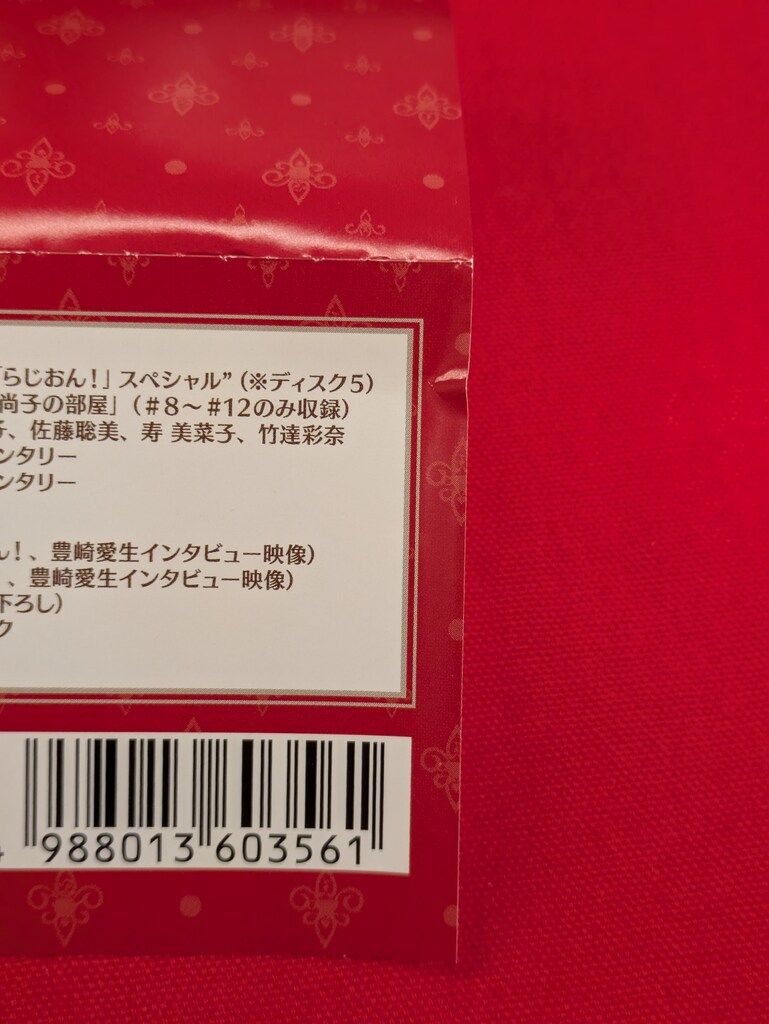 「らじおん！」スペシャル”（※ディスク5）
尚子の部屋」（＃8～＃12のみ収録）
子、佐藤聡美、寿 美菜子、竹達彩奈
ンタリー
ンタリー
ん！、豊崎愛生インタビュー映像）
！、豊崎愛生インタビュー映像）
下ろし）
ク
4 988013 603561